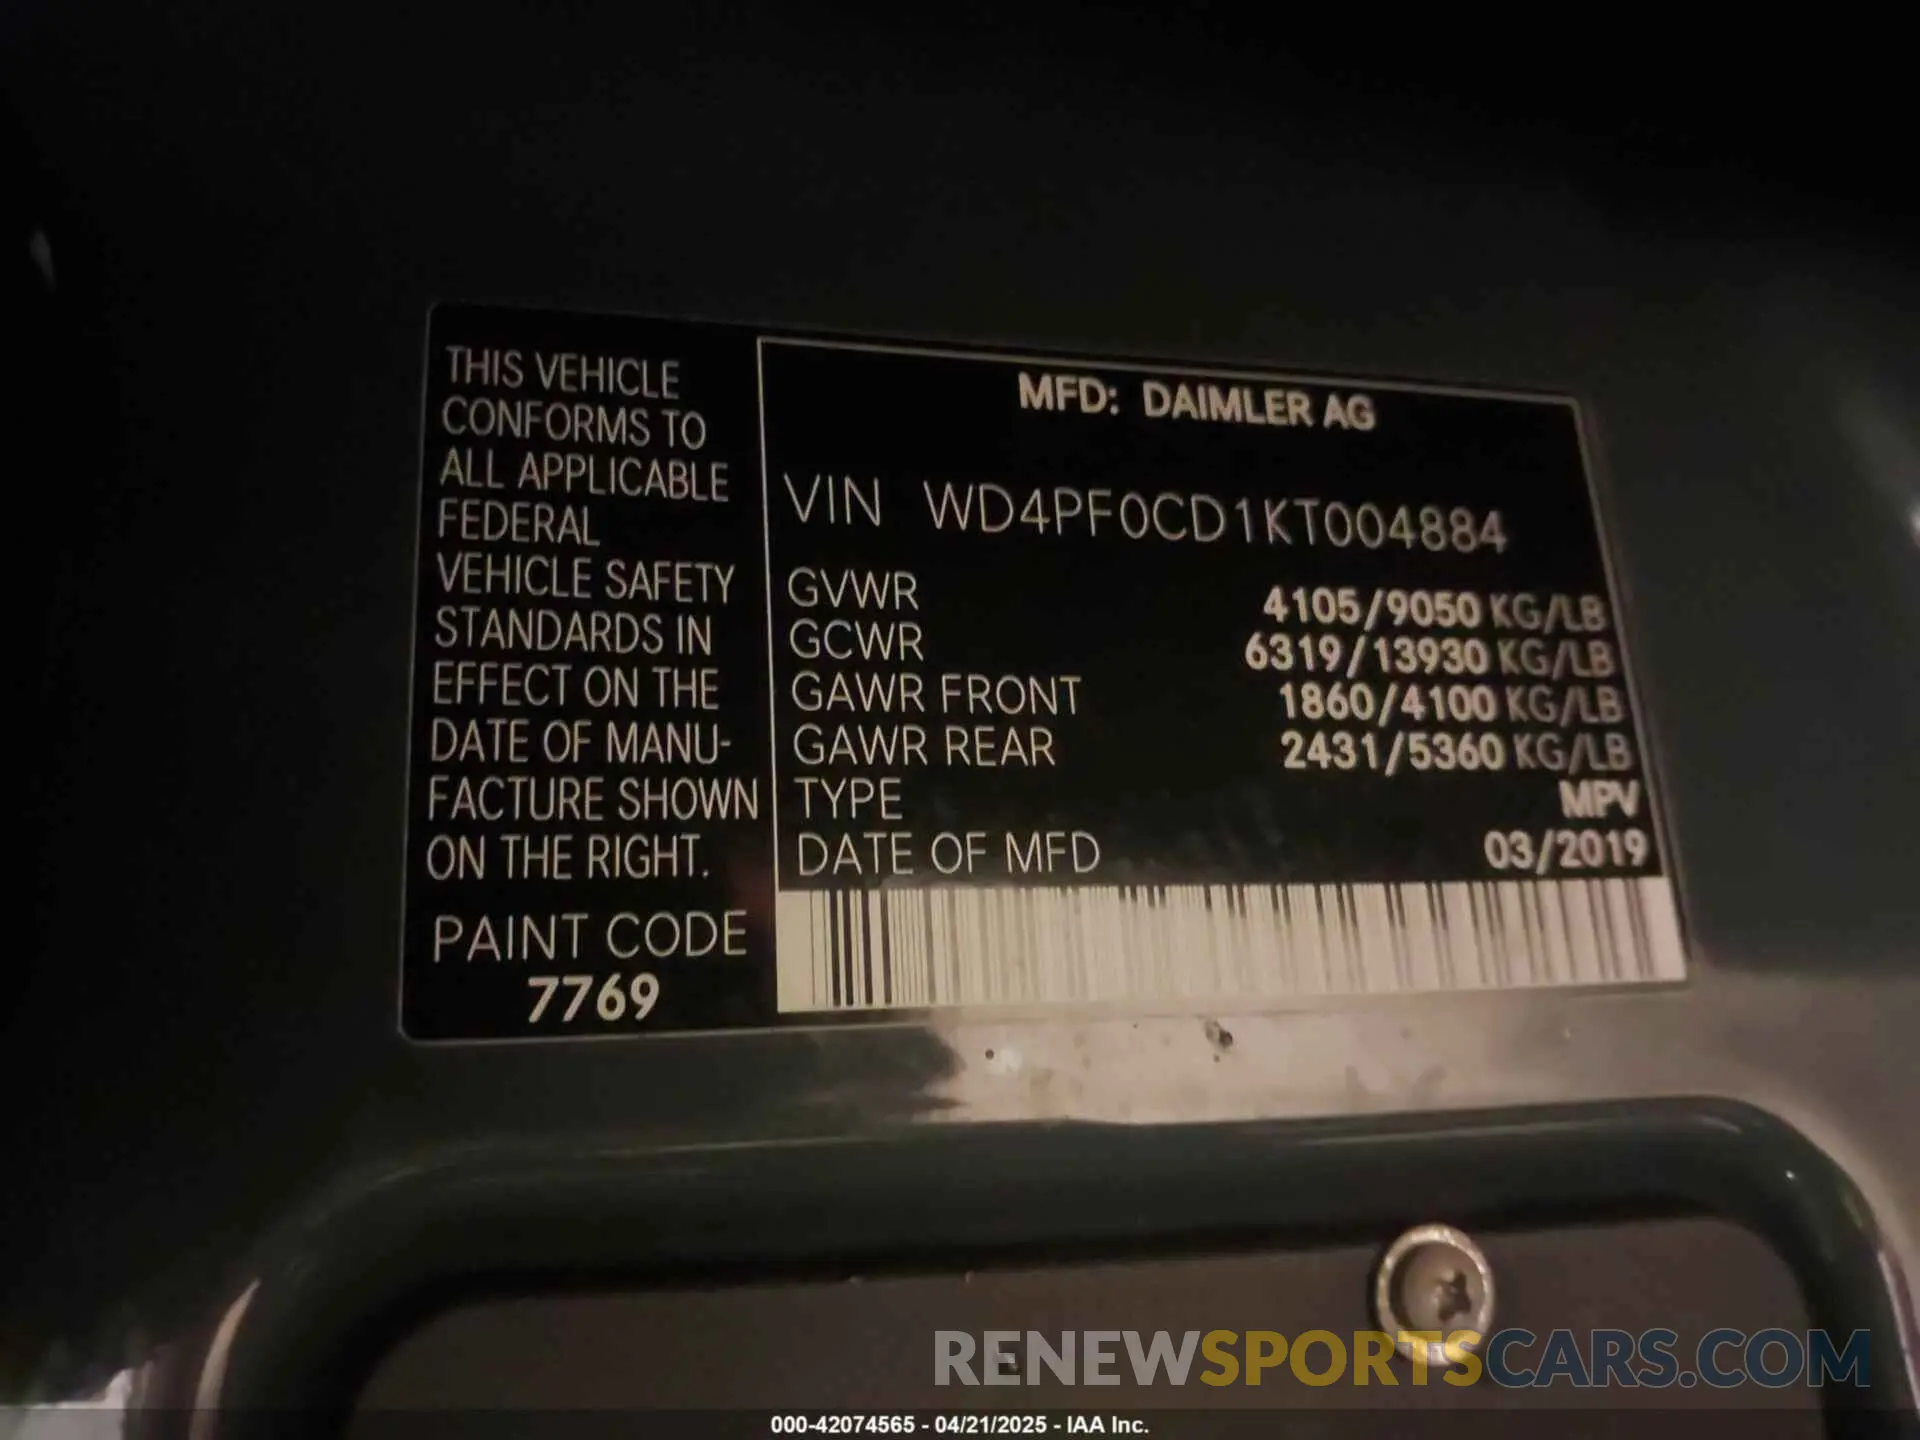 THIS VEHICLE
CONFORMS TO
ALL APPLICABLE
FEDERAL
VEHICLE SAFETY
STANDARDS IN
EFFECT ON THE
DATE OF MANU-
FACTURE SHOWN
ON THE RIGHT.
PAINT CODE
7769
MFD: DAIMLER AG
VIN WD4PF0CD1KT004884
GVWR 4105/9050 KG/LB
GCWR 6319/13930 KG/LB
GAWR FRONT 1860/4100 KG/LB
GAWR REAR 2431/5360 KG/LB
TYPE MPV
DATE OF MFD 03/2019
RENEWSPORTSCARS.COM
000-42074565 - 04/21/2025 - IAA Inc.